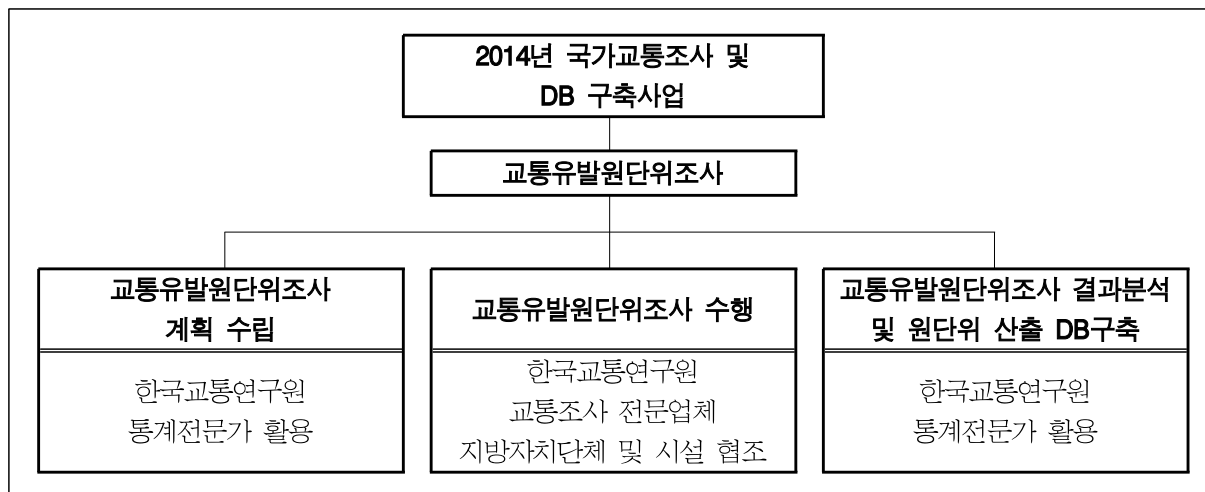 2014년 국가교통조사 및
DB 구축사업
교통유발원단위조사
교통유발원단위조사
계획 수립
한국교통연구원
통계전문가 활용
교통유발원단위조사 수행
한국교통연구원
교통조사 전문업체
지방자치단체 및 시설 협조
교통유발원단위조사 결과분석
및 원단위 산출 DB구축
한국교통연구원
통계전문가 활용